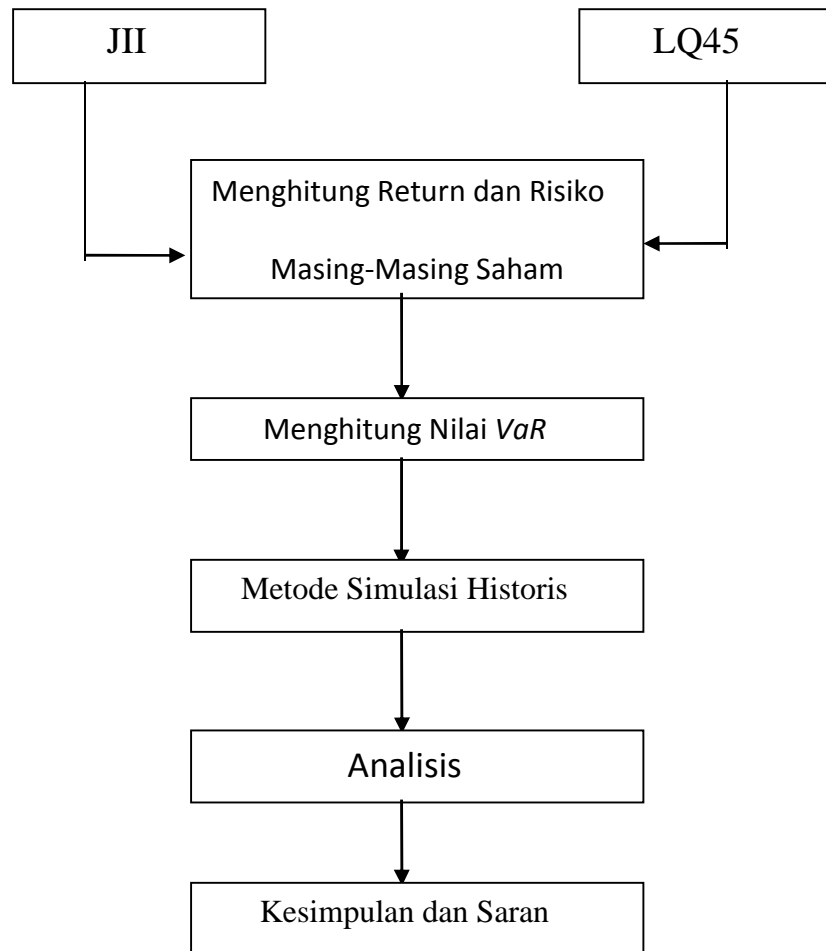 JII
LQ45
Menghitung Return dan Risiko
Masing-Masing Saham
Menghitung Nilai VaR
Metode Simulasi Historis
Analisis
Kesimpulan dan Saran